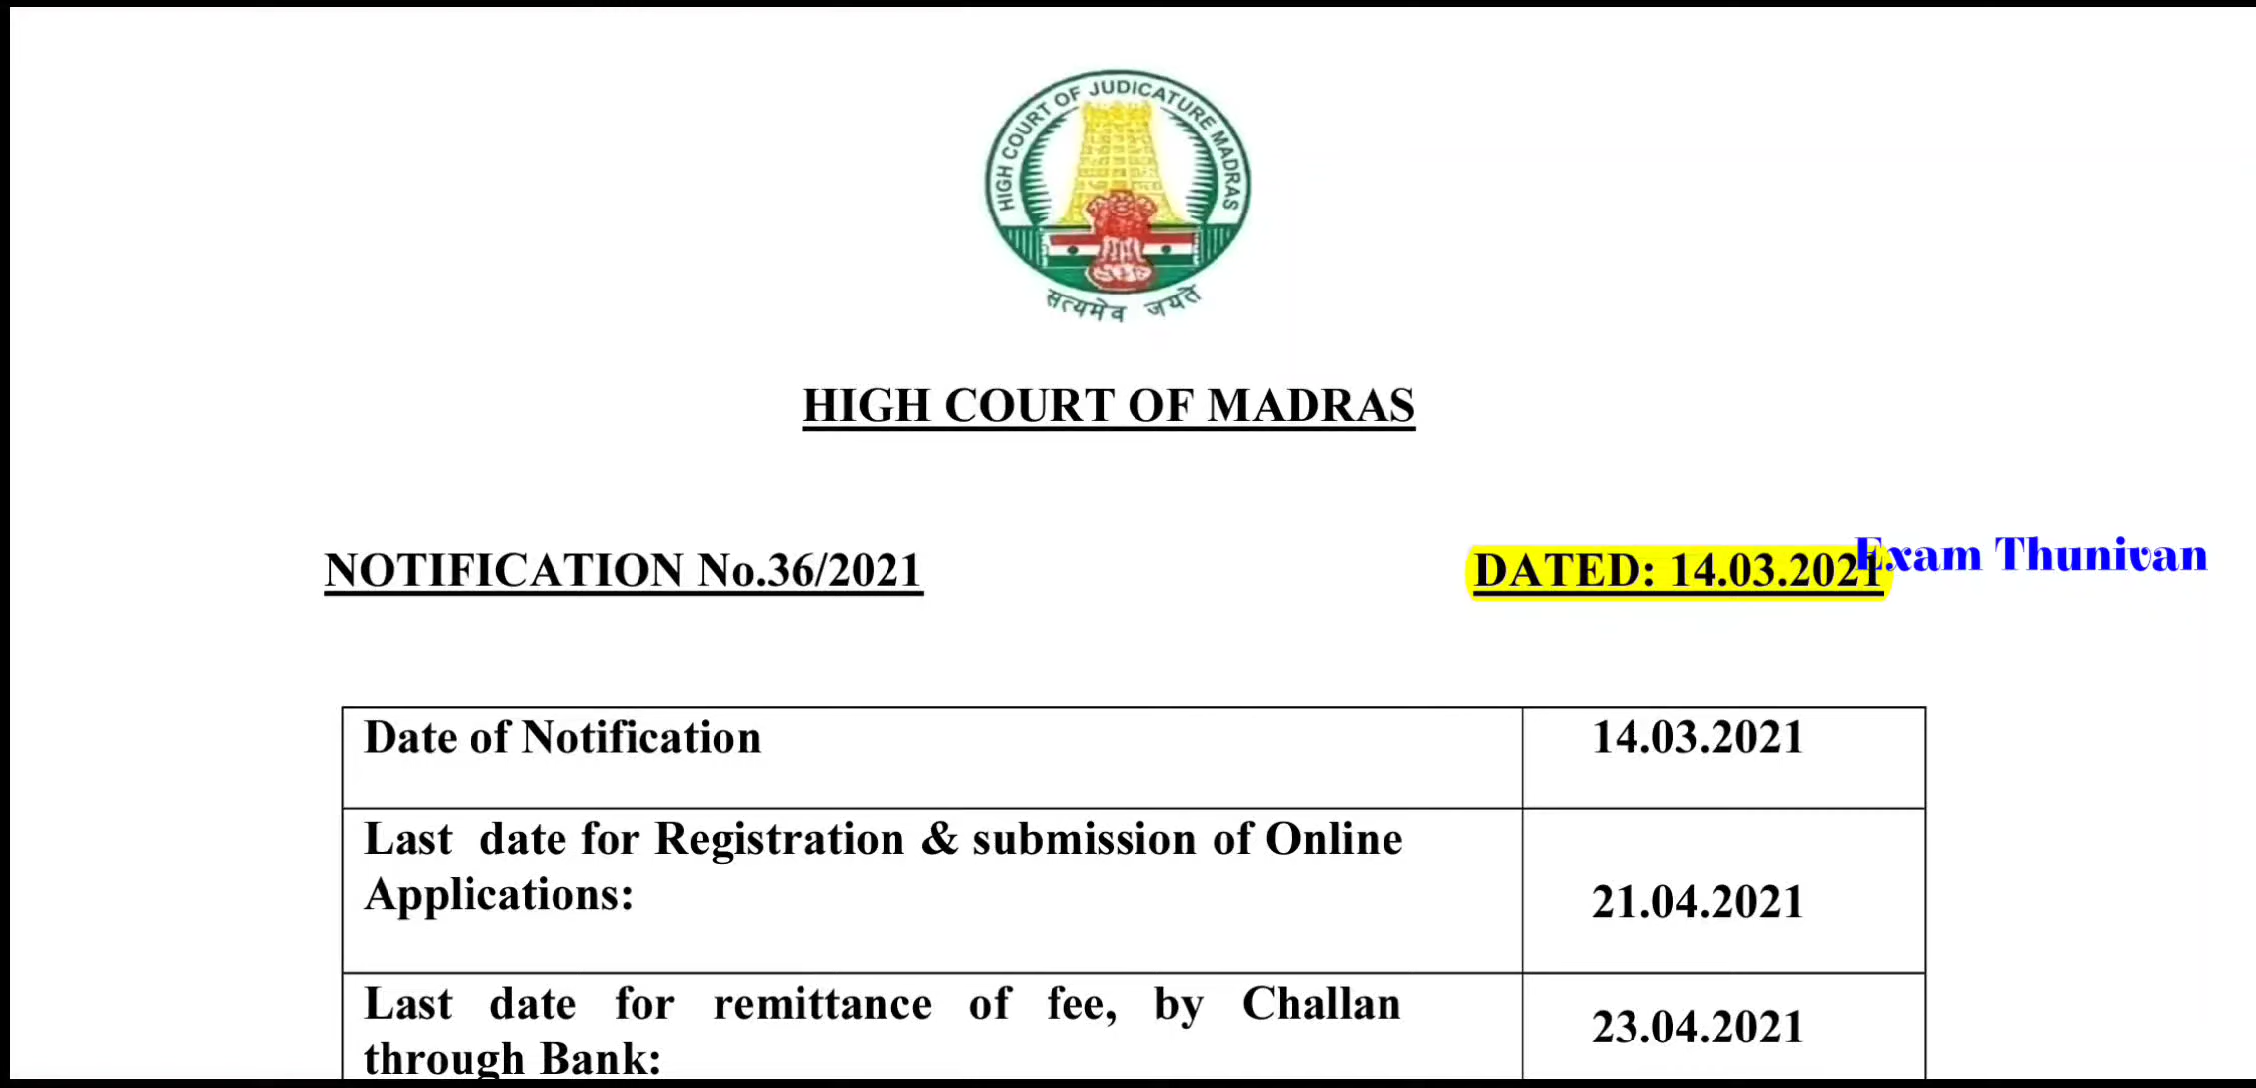 HIGH COURT OF JUDICATURE MADRAS
सत्यमेव जयते
HIGH COURT OF MADRAS
NOTIFICATION No.36/2021
DATED: 14.03.2021
Exam Thunivan
Date of Notification
14.03.2021
Last date for Registration & submission of Online
Applications:
21.04.2021
Last date for remittance of fee, by Challan
through Bank:
23.04.2021